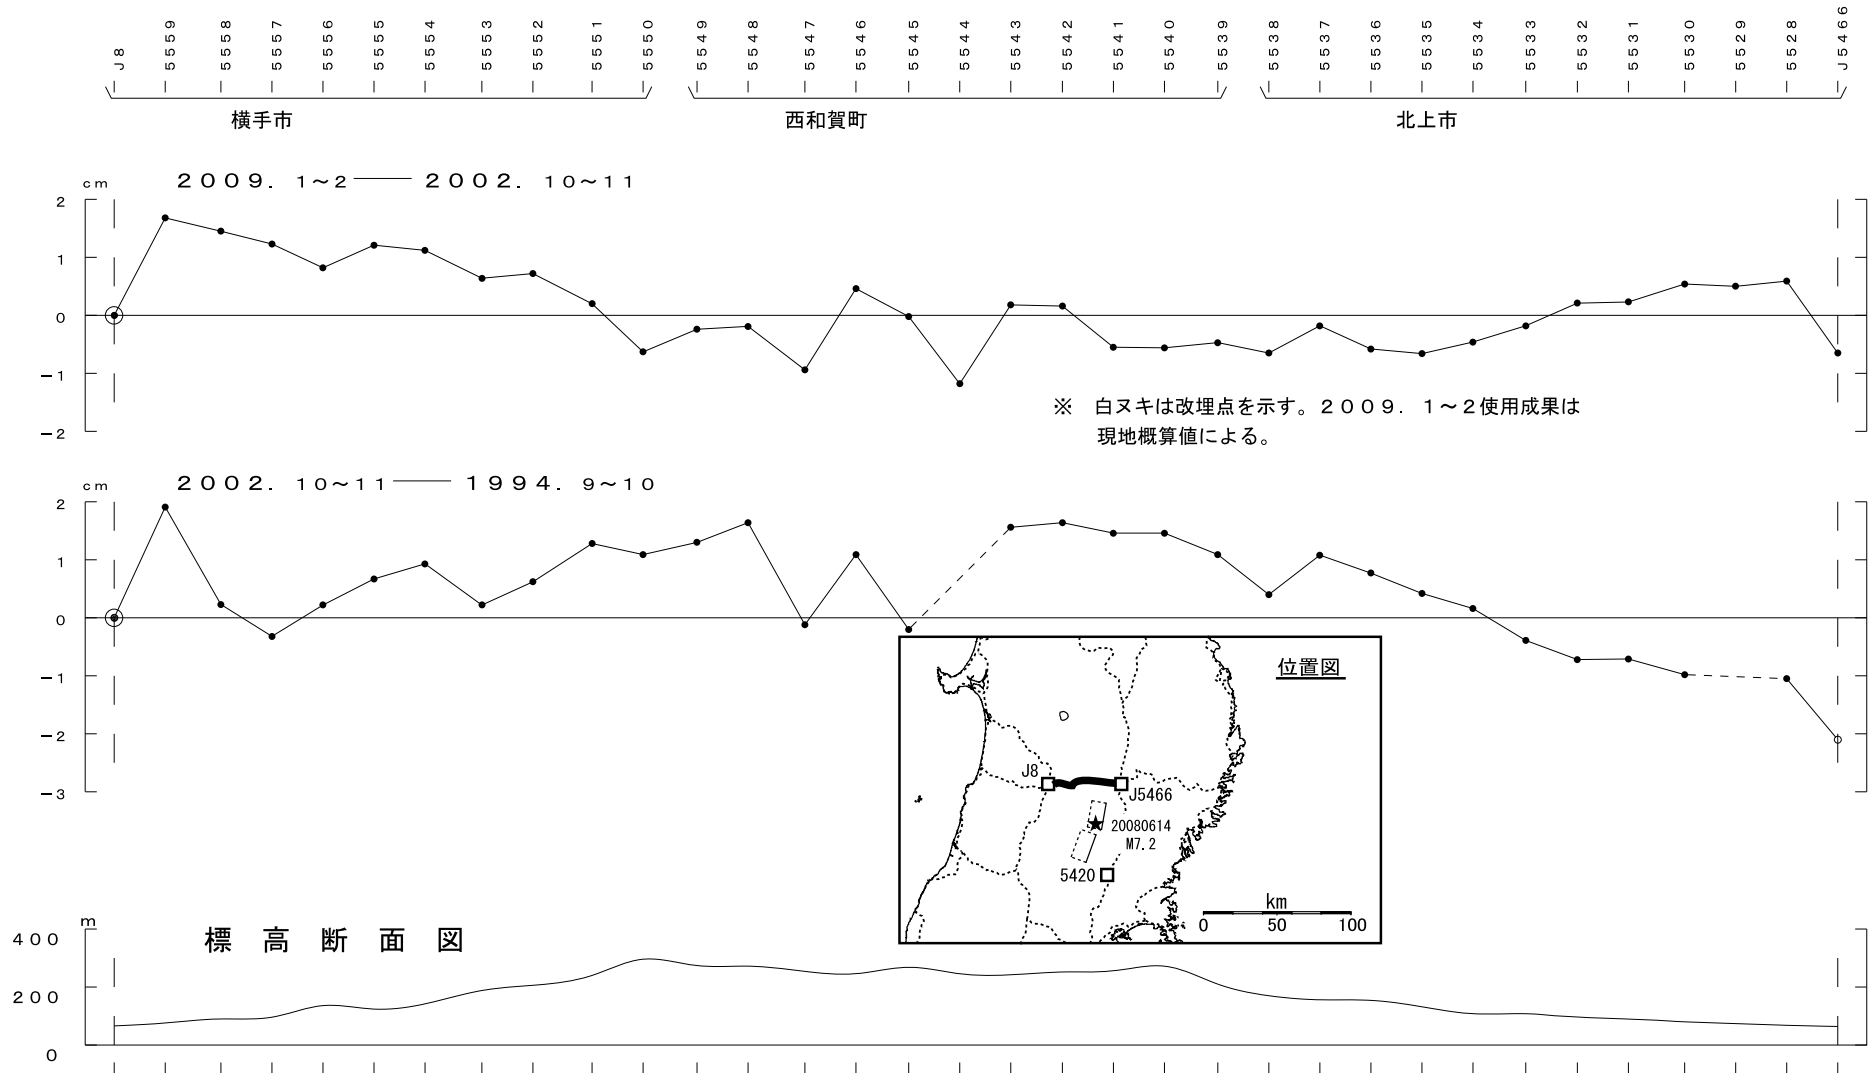 J8 5559 5558 5557 5556 5555 5554 5553 5552 5551 5550 5549 5548 5547 5546 5545 5544 5543 5542 5541 5540 5539 5538 5537 5536 5535 5534 5533 5532 5531 5530 5529 5528 J5466
横手市 西和賀町 北上市
cm
2009. 1～2 —— 2002. 10～11
2
1
0
－1
－2
※ 白ヌキは改埋点を示す。2009. 1～2使用成果は
現地概算値による。
cm
2002. 10～11 —— 1994. 9～10
2
1
0
－1
－2
－3
位置図
J8
J5466
★ 20080614
M7.2
5420
km
0 50 100
m
標高断面図
400
200
0